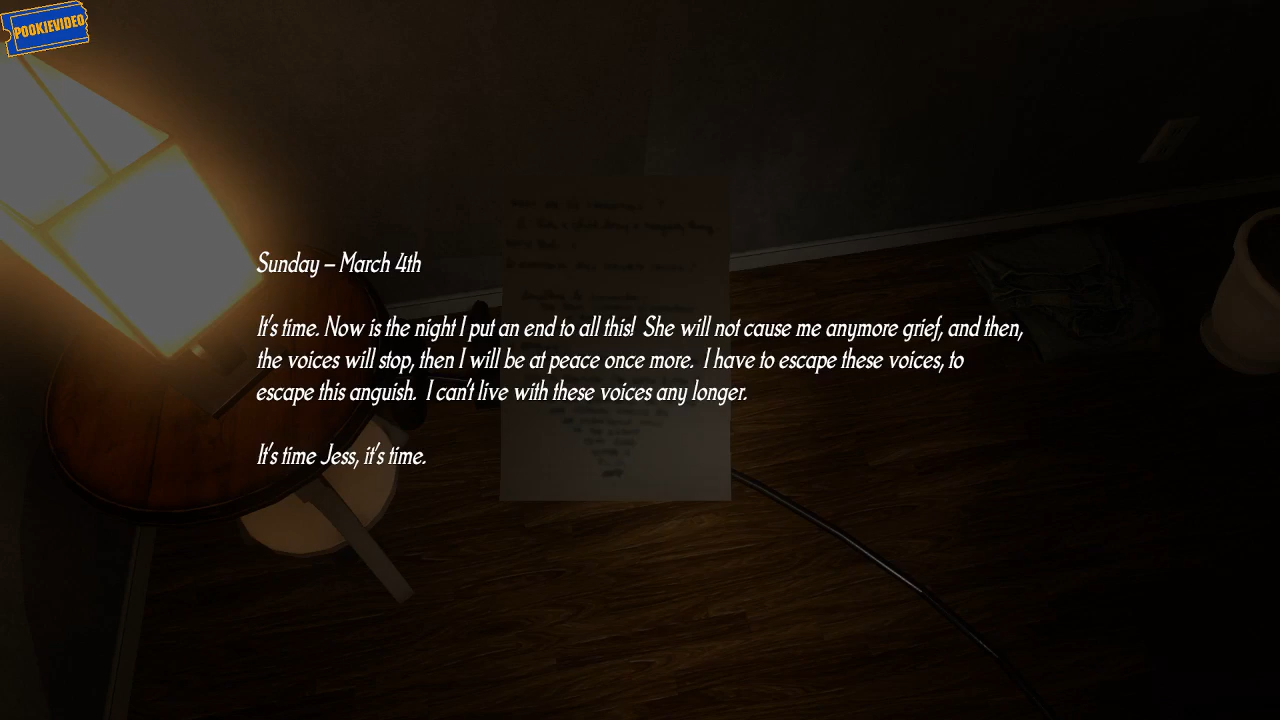 POOKIEVIDEO
Sunday – March 4th
It's time. Now is the night I put an end to all this!  She will not cause me anymore grief, and then,
the voices will stop, then I will be at peace once more.  I have to escape these voices, to
escape this anguish.  I can't live with these voices any longer.
It's time Jess, it's time.